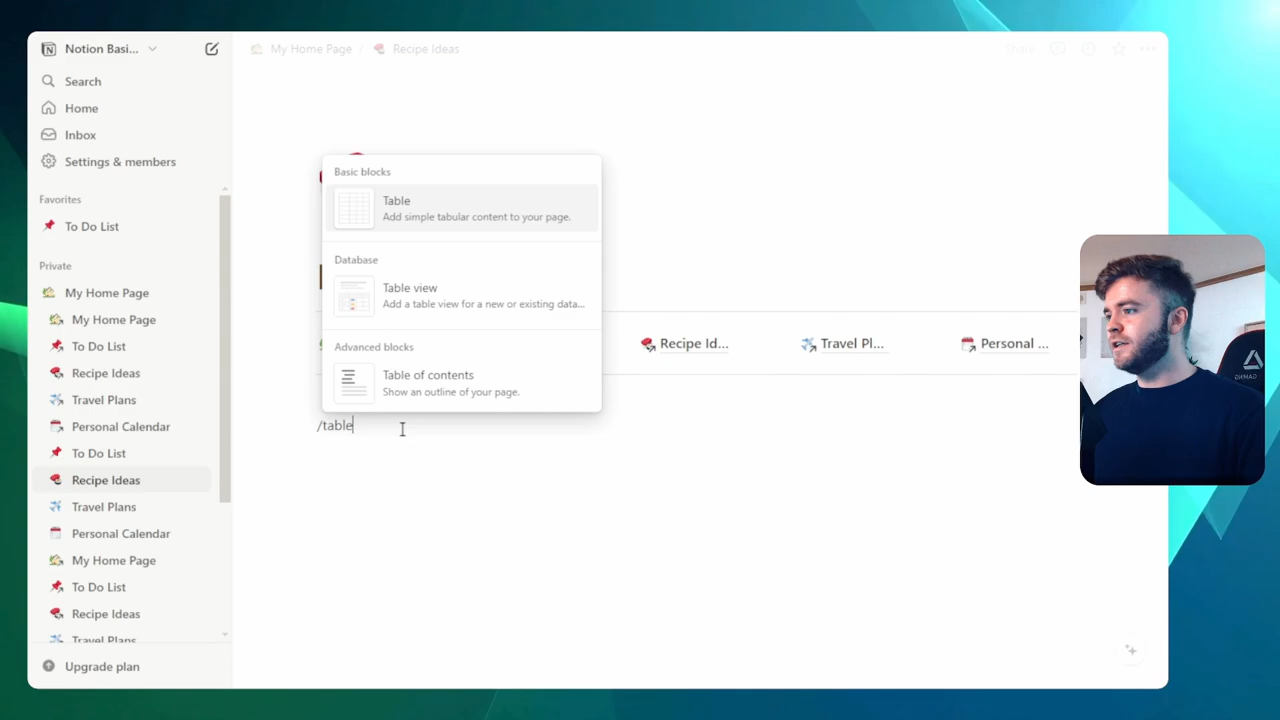 Notion Basi...
Search
Home
Inbox
Settings & members
Favorites
To Do List
Private
My Home Page
My Home Page
To Do List
Recipe Ideas
Travel Plans
Personal Calendar
To Do List
Recipe Ideas
Travel Plans
Personal Calendar
My Home Page
To Do List
Recipe Ideas
Travel Plans
Upgrade plan
My Home Page / Recipe Ideas
Share
Basic blocks
Table
Add simple tabular content to your page.
Database
Table view
Add a table view for a new or existing data...
Advanced blocks
Table of contents
Show an outline of your page.
Recipe Id... Travel Pl... Personal ...
/table